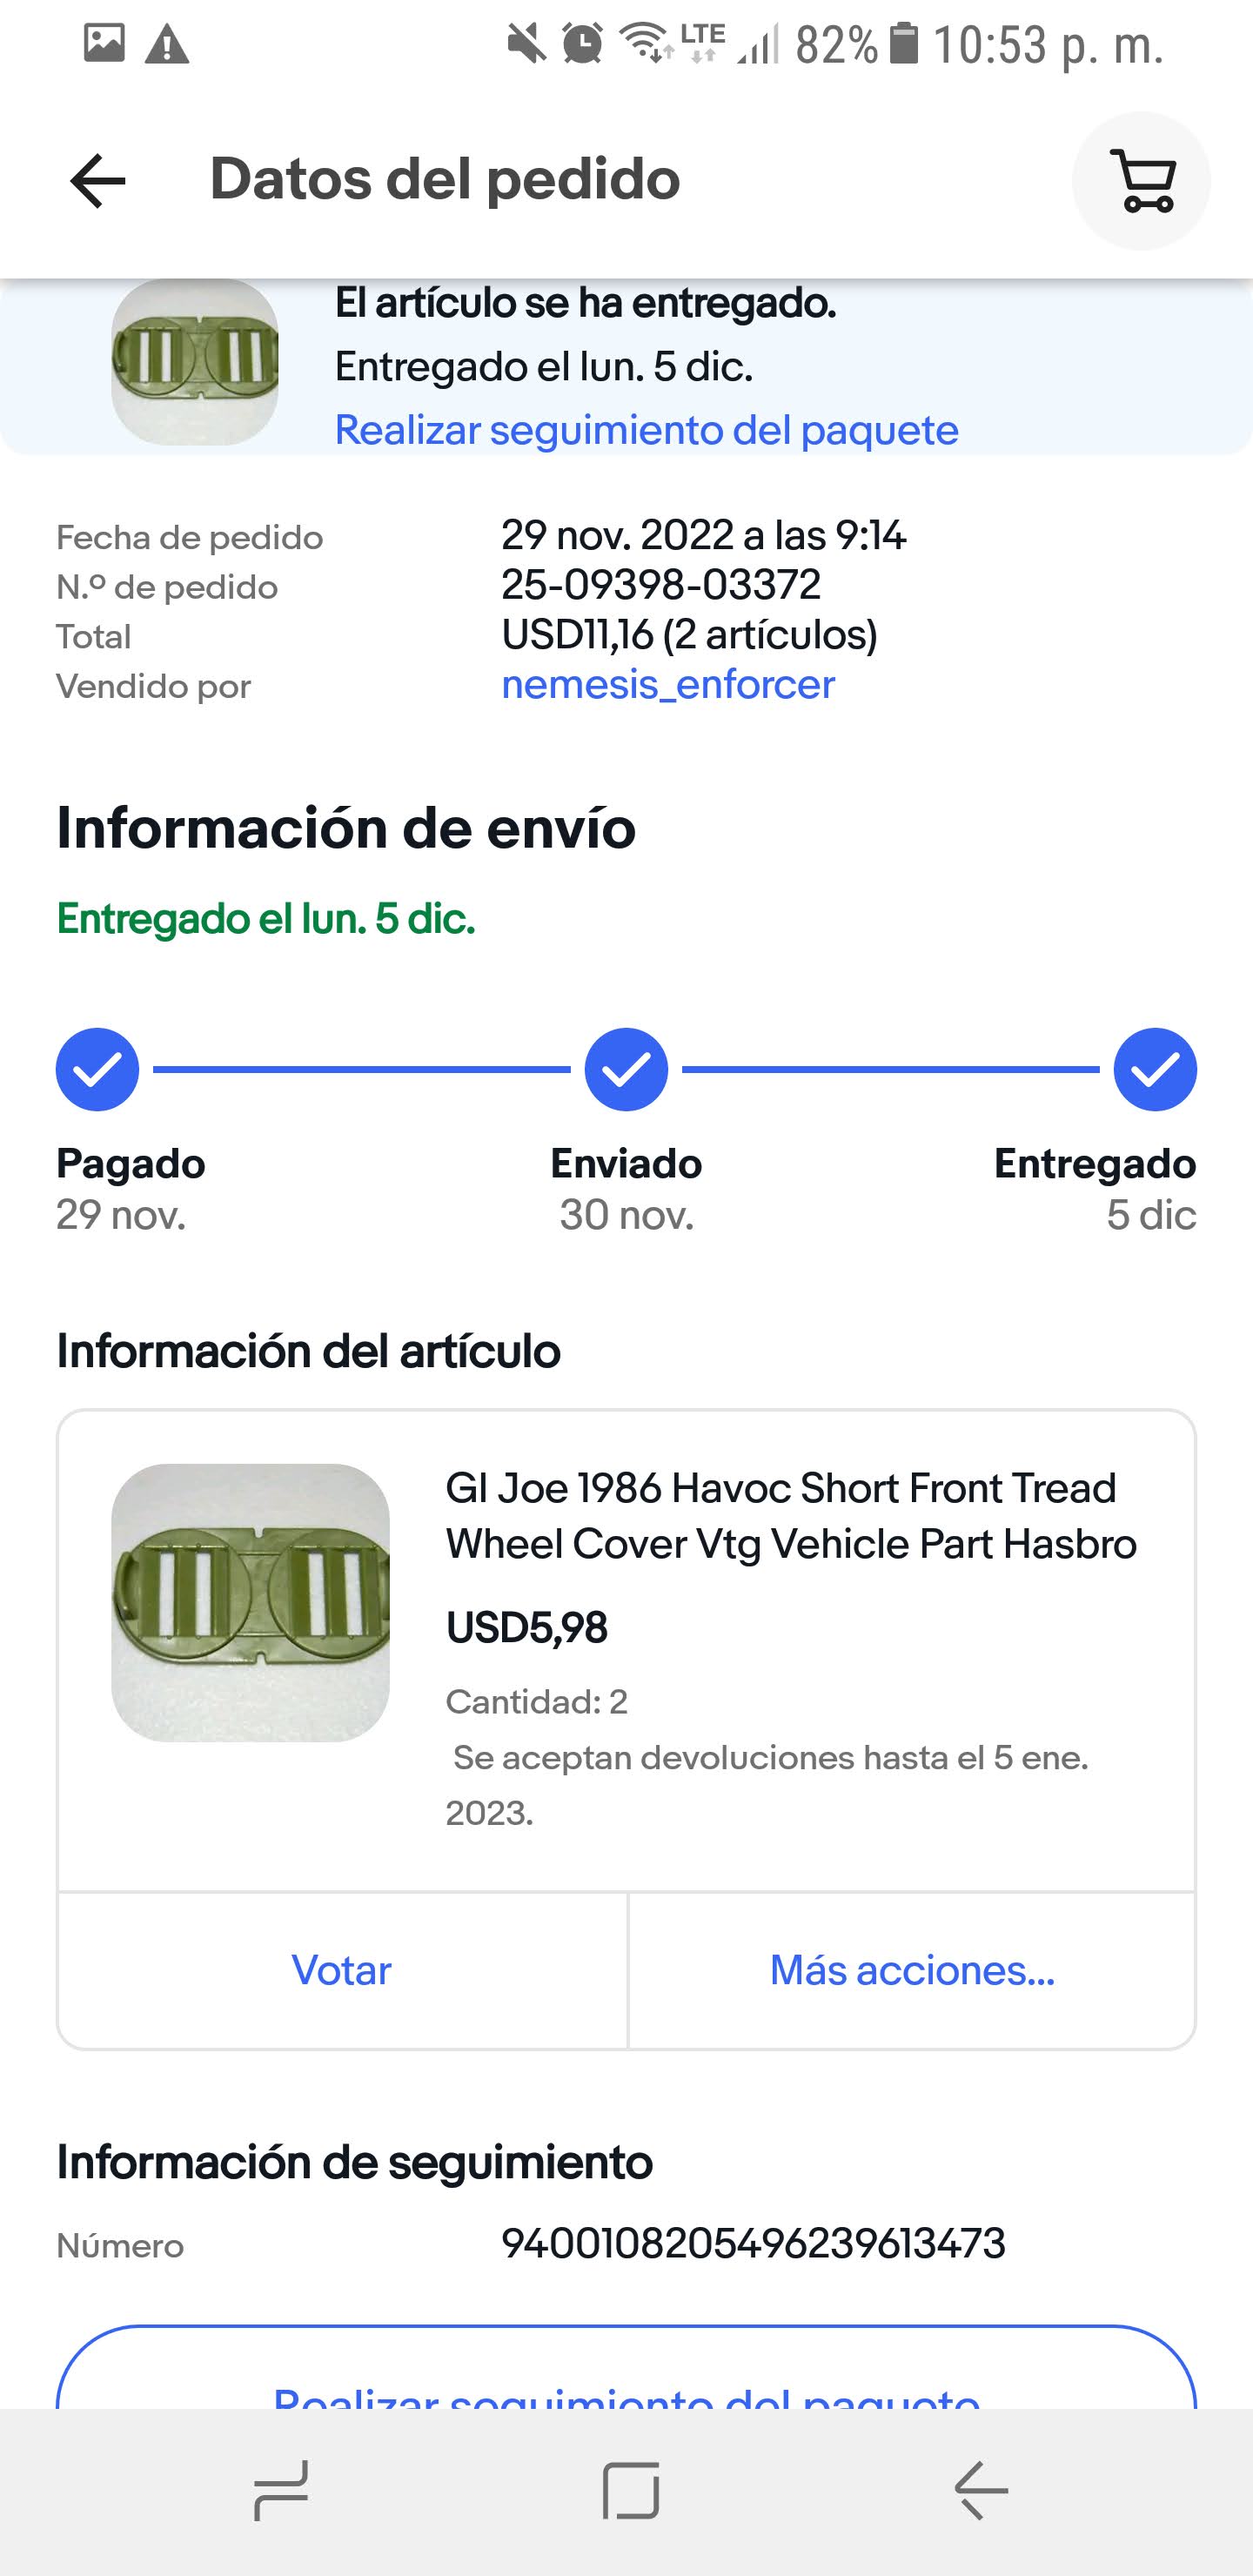 LTE 82% 10:53 p. m.
Datos del pedido
El artículo se ha entregado.
Entregado el lun. 5 dic.
Realizar seguimiento del paquete
Fecha de pedido 29 nov. 2022 a las 9:14
N.º de pedido 25-09398-03372
Total USD11,16 (2 artículos)
Vendido por nemesis_enforcer
Información de envío
Entregado el lun. 5 dic.
Pagado Enviado Entregado
29 nov. 30 nov. 5 dic
Información del artículo
GI Joe 1986 Havoc Short Front Tread
Wheel Cover Vtg Vehicle Part Hasbro
USD5,98
Cantidad: 2
Se aceptan devoluciones hasta el 5 ene.
2023.
Votar Más acciones...
Información de seguimiento
Número 9400108205496239613473
Realizar seguimiento del paquete